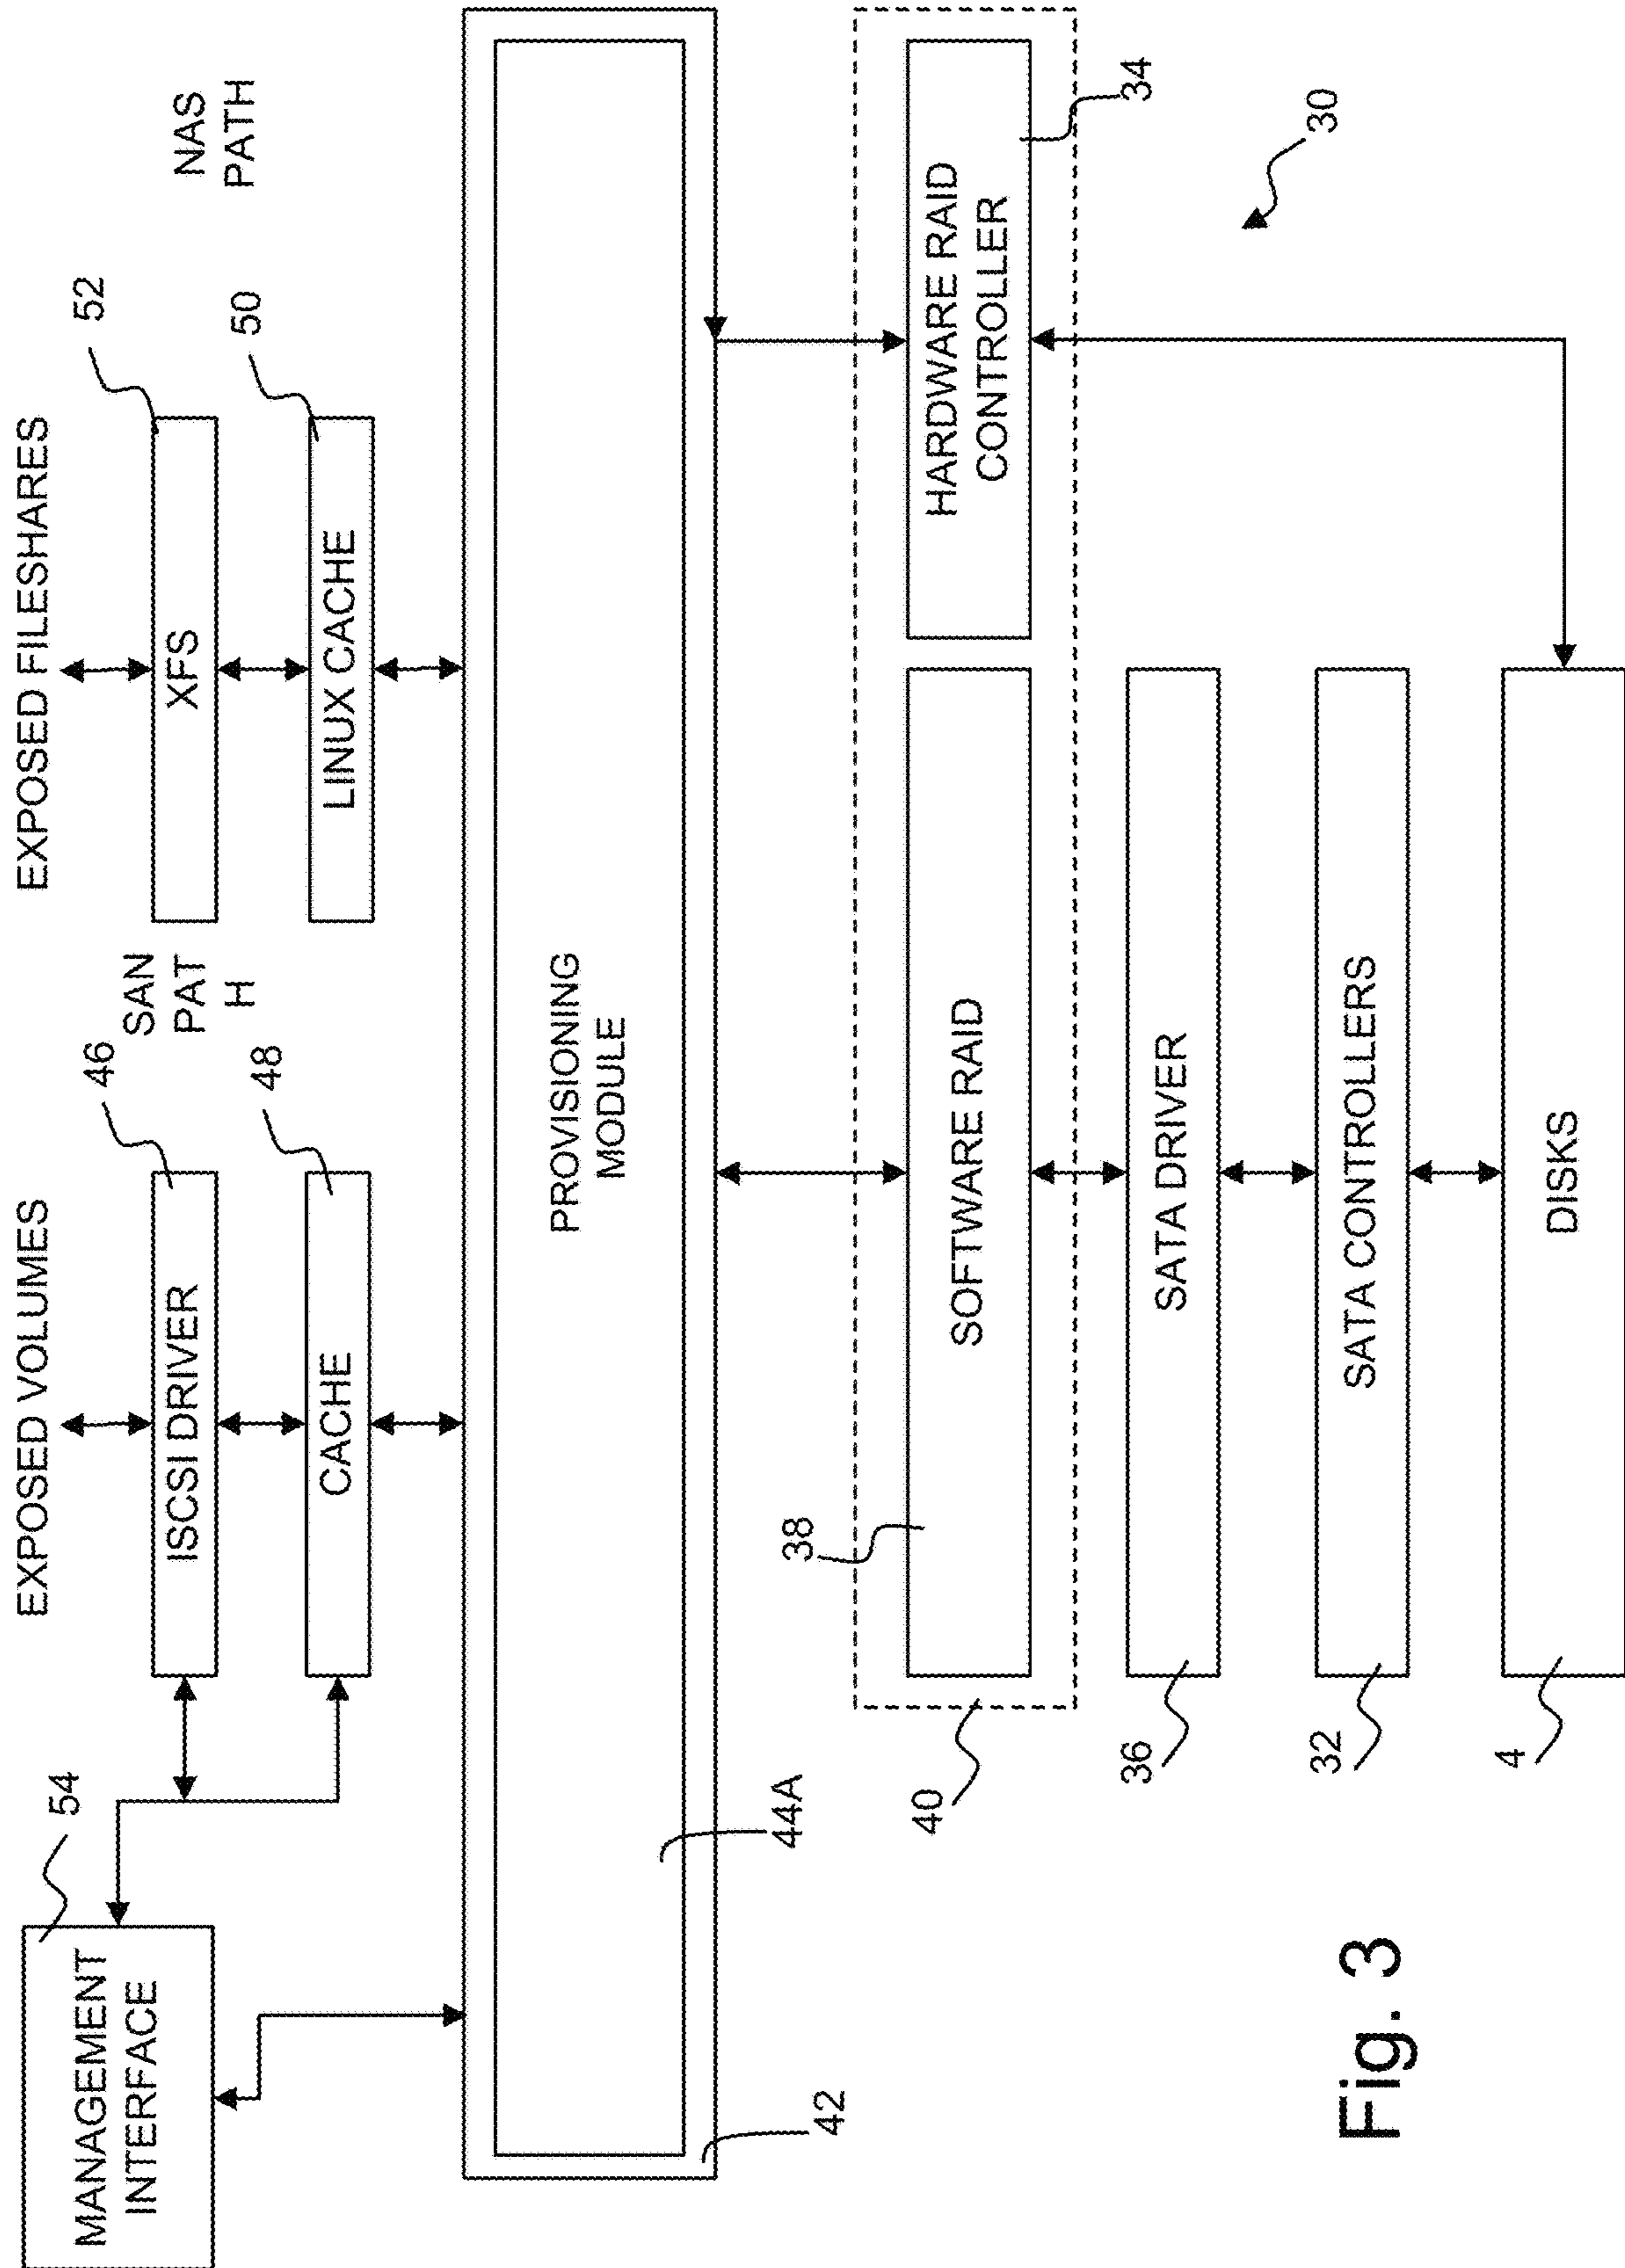 EXPOSED VOLUMES
EXPOSED FILESHARES
54
MANAGEMENT
INTERFACE
46
ISCSI DRIVER
SAN
PAT
H
52
XFS
NAS
PATH
48
CACHE
50
LINUX CACHE
PROVISIONING
MODULE
44A
42
38
SOFTWARE RAID
HARDWARE RAID
CONTROLLER
34
40
36
SATA DRIVER
30
32
SATA CONTROLLERS
4
DISKS
Fig. 3